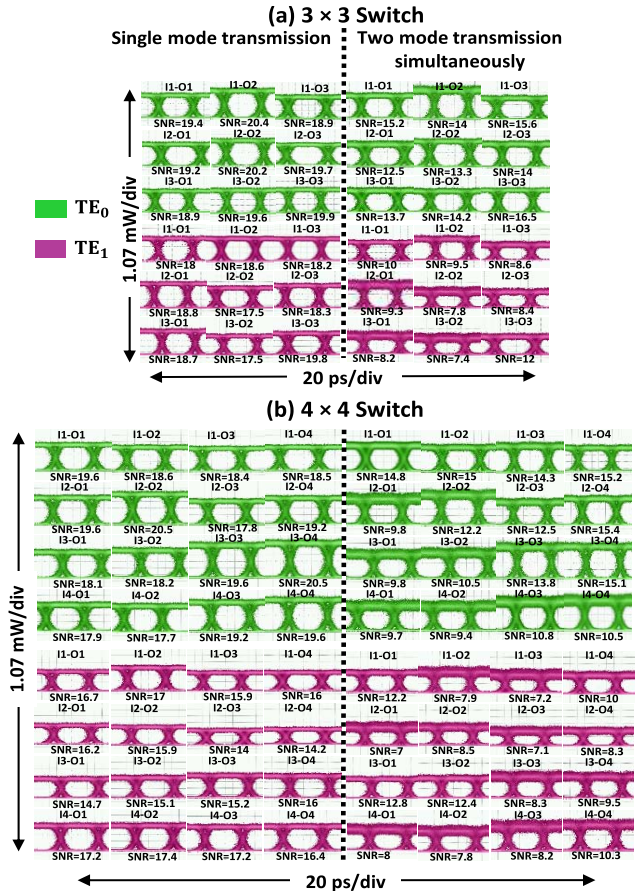 (a) 3 × 3 Switch
Single mode transmission
Two mode transmission
simultaneously
I1-O1 I1-O2 I1-O3 I1-O1 I1-O2 I1-O3
SNR=19.4 SNR=20.4 SNR=18.9 SNR=15.2 SNR=14 SNR=15.6
I2-O1 I2-O2 I2-O3 I2-O1 I2-O2 I2-O3
SNR=19.2 SNR=20.2 SNR=19.7 SNR=12.5 SNR=13.3 SNR=14
I3-O1 I3-O2 I3-O3 I3-O1 I3-O2 I3-O3
SNR=18.9 SNR=19.6 SNR=19.9 SNR=13.7 SNR=14.2 SNR=16.5
I1-O1 I1-O2 I1-O3 I1-O1 I1-O2 I1-O3
SNR=18 SNR=18.6 SNR=18.2 SNR=10 SNR=9.5 SNR=8.6
I2-O1 I2-O2 I2-O3 I2-O1 I2-O2 I2-O3
SNR=18.8 SNR=17.5 SNR=18.3 SNR=9.3 SNR=7.8 SNR=8.4
I3-O1 I3-O2 I3-O3 I3-O1 I3-O2 I3-O3
SNR=18.7 SNR=17.5 SNR=19.8 SNR=8.2 SNR=7.4 SNR=12
TE0
TE1
1.07 mW/div
20 ps/div
(b) 4 × 4 Switch
I1-O1 I1-O2 I1-O3 I1-O4 I1-O1 I1-O2 I1-O3 I1-O4
SNR=19.6 SNR=18.6 SNR=18.4 SNR=18.5 SNR=14.8 SNR=15 SNR=14.3 SNR=15.2
I2-O1 I2-O2 I2-O3 I2-O4 I2-O1 I2-O2 I2-O3 I2-O4
SNR=19.6 SNR=20.5 SNR=17.8 SNR=19.2 SNR=9.8 SNR=12.2 SNR=12.5 SNR=15.4
I3-O1 I3-O2 I3-O3 I3-O4 I3-O1 I3-O2 I3-O3 I3-O4
SNR=18.1 SNR=18.2 SNR=19.6 SNR=20.5 SNR=9.8 SNR=10.5 SNR=13.8 SNR=15.1
I4-O1 I4-O2 I4-O3 I4-O4 I4-O1 I4-O2 I4-O3 I4-O4
SNR=17.9 SNR=17.7 SNR=19.2 SNR=19.6 SNR=9.7 SNR=9.4 SNR=10.8 SNR=10.5
I1-O1 I1-O2 I1-O3 I1-O4 I1-O1 I1-O2 I1-O3 I1-O4
SNR=16.7 SNR=17 SNR=15.9 SNR=16 SNR=12.2 SNR=7.9 SNR=7.2 SNR=10
I2-O1 I2-O2 I2-O3 I2-O4 I2-O1 I2-O2 I2-O3 I2-O4
SNR=16.2 SNR=15.9 SNR=14 SNR=14.2 SNR=7 SNR=8.5 SNR=7.1 SNR=8.3
I3-O1 I3-O2 I3-O3 I3-O4 I3-O1 I3-O2 I3-O3 I3-O4
SNR=14.7 SNR=15.1 SNR=15.2 SNR=16 SNR=12.8 SNR=12.4 SNR=8.3 SNR=9.5
I4-O1 I4-O2 I4-O3 I4-O4 I4-O1 I4-O2 I4-O3 I4-O4
SNR=17.2 SNR=17.4 SNR=17.2 SNR=16.4 SNR=8 SNR=7.8 SNR=8.2 SNR=10.3
1.07 mW/div
20 ps/div